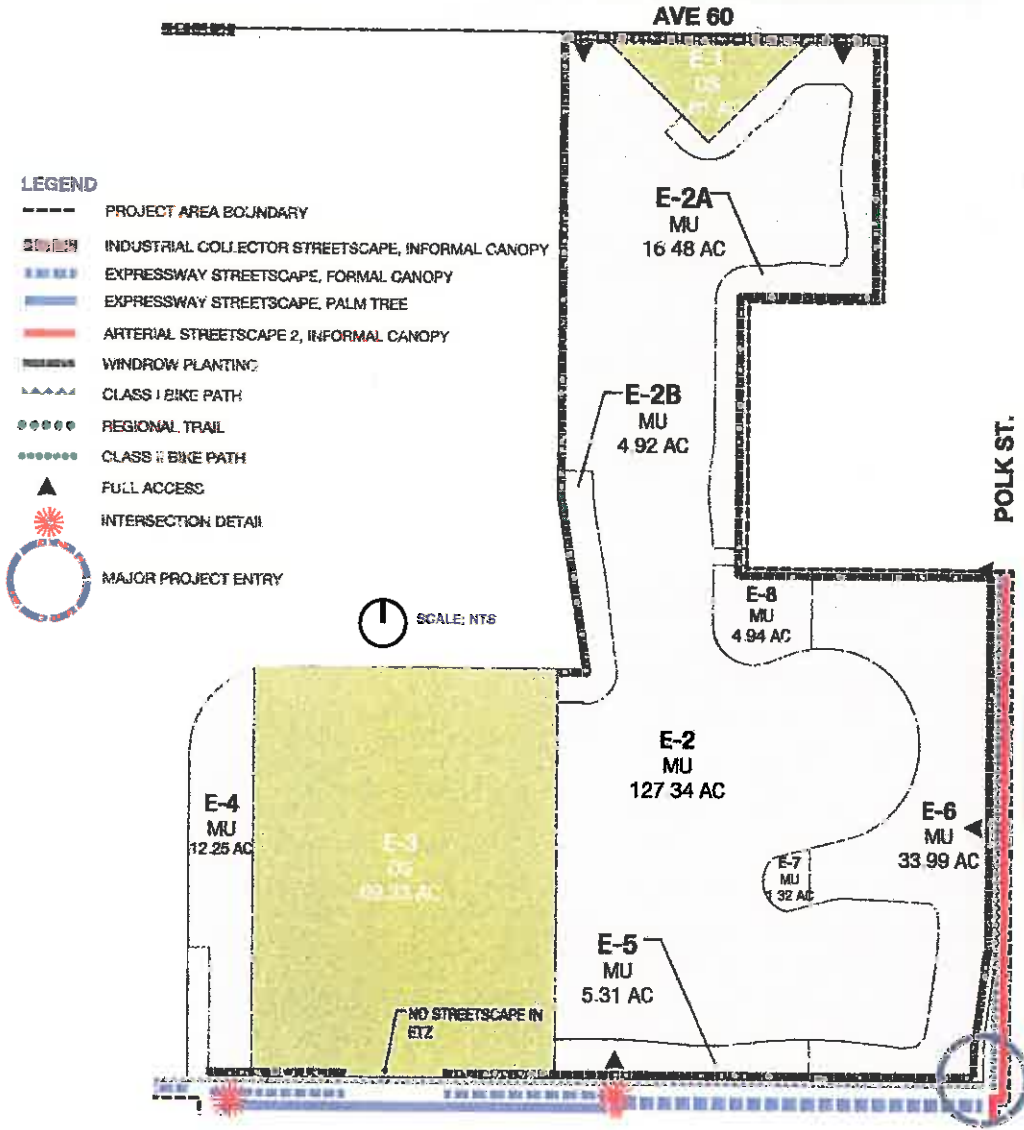 AVE 60
E-1
OS
LEGEND
PROJECT AREA BOUNDARY
INDUSTRIAL COLLECTOR STREETSCAPE, INFORMAL CANOPY
EXPRESSWAY STREETSCAPE, FORMAL CANOPY
EXPRESSWAY STREETSCAPE, PALM TREE
ARTERIAL STREETSCAPE 2, INFORMAL CANOPY
WINDROW PLANTING
CLASS I BIKE PATH
REGIONAL TRAIL
CLASS II BIKE PATH
FULL ACCESS
INTERSECTION DETAIL
MAJOR PROJECT ENTRY
SCALE: NTS
E-2A
MU
16 48 AC
E-2B
MU
4.92 AC
POLK ST.
E-8
MU
4.94 AC
E-2
MU
127 34 AC
E-4
MU
12.25 AC
E-3
OS
AC
E-6
MU
33.99 AC
E-7
MU
32 AC
E-5
MU
5.31 AC
NO STREETSCAPE IN
ETZ